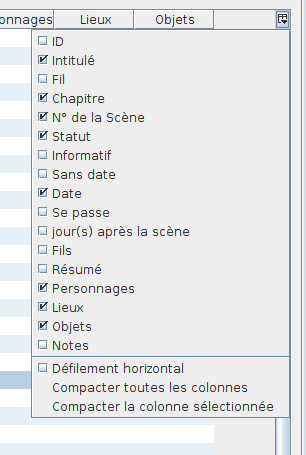 onnages Lieux Objets
ID
Intitulé
Fil
Chapitre
N° de la Scène
Statut
Informatif
Sans date
Date
Se passe
jour(s) après la scène
Fils
Résumé
Personnages
Lieux
Objets
Notes
Défilement horizontal
Compacter toutes les colonnes
Compacter la colonne sélectionnée